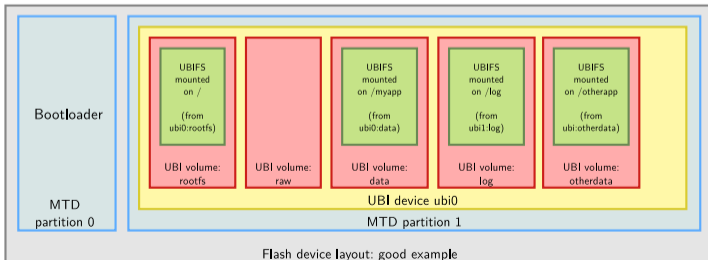 Bootloader
MTD
partition 0
UBIFS
mounted
on /
(from
ubi0:rootfs)
UBI volume:
rootfs
UBI volume:
raw
UBIFS
mounted
on /myapp
(from
ubi0:data)
UBI volume:
data
UBIFS
mounted
on /log
(from
ubi1:log)
UBI volume:
log
UBIFS
mounted
on /otherapp
(from
ubi:otherdata)
UBI volume:
otherdata
UBI device ubi0
MTD partition 1
Flash device layout: good example